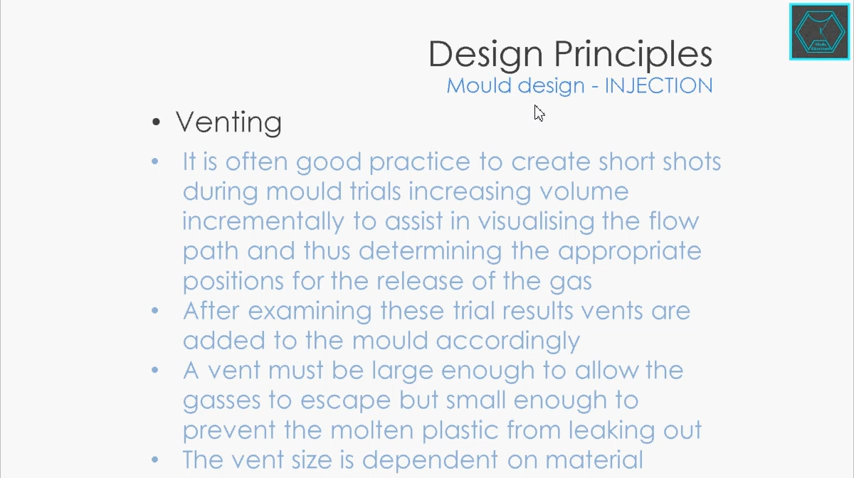 Design Principles
Mould design - INJECTION
• Venting
• It is often good practice to create short shots
during mould trials increasing volume
incrementally to assist in visualising the flow
path and thus determining the appropriate
positions for the release of the gas
• After examining these trial results vents are
added to the mould accordingly
• A vent must be large enough to allow the
gasses to escape but small enough to
prevent the molten plastic from leaking out
• The vent size is dependent on material